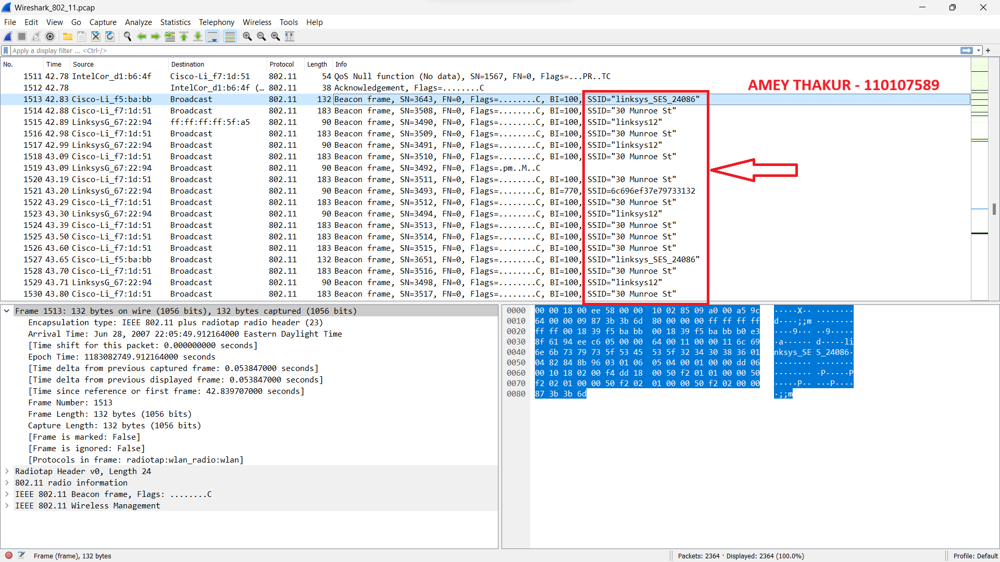 Wireshark_802_11.pcap
File Edit View Go Capture Analyze Statistics Telephony Wireless Tools Help
Apply a display filter ... <Ctrl-/>
No. Time Source Destination Protocol Length Info
1511 42.78 IntelCor_d1:b6:4f Cisco-Li_f7:1d:51 802.11 54 QoS Null function (No data), SN=1567, FN=0, Flags=...PR..TC
AMEY THAKUR - 110107589
1512 42.78 IntelCor_d1:b6:4f (… 802.11 38 Acknowledgement, Flags=........C
1513 42.83 Cisco-Li_f5:ba:bb Broadcast 802.11 132 Beacon frame, SN=3643, FN=0, Flags=........C, BI=100, SSID="linksys_SES_24086"
1514 42.88 Cisco-Li_f7:1d:51 Broadcast 802.11 183 Beacon frame, SN=3508, FN=0, Flags=........C, BI=100, SSID="30 Munroe St"
1515 42.89 LinksysG_67:22:94 ff:ff:ff:ff:5f:a5 802.11 90 Beacon frame, SN=3490, FN=0, Flags=........C, BI=100, SSID="linksys12"
1516 42.98 Cisco-Li_f7:1d:51 Broadcast 802.11 183 Beacon frame, SN=3509, FN=0, Flags=........C, BI=100, SSID="30 Munroe St"
1517 42.99 LinksysG_67:22:94 Broadcast 802.11 90 Beacon frame, SN=3491, FN=0, Flags=........C, BI=100, SSID="linksys12"
1518 43.09 Cisco-Li_f7:1d:51 Broadcast 802.11 183 Beacon frame, SN=3510, FN=0, Flags=........C, BI=100, SSID="30 Munroe St"
1519 43.09 LinksysG_67:22:94 Broadcast 802.11 90 Beacon frame, SN=3492, FN=0, Flags=.pm..M..C
1520 43.19 Cisco-Li_f7:1d:51 Broadcast 802.11 183 Beacon frame, SN=3511, FN=0, Flags=........C, BI=100, SSID="30 Munroe St"
1521 43.20 LinksysG_67:22:94 Broadcast 802.11 90 Beacon frame, SN=3493, FN=0, Flags=........C, BI=770, SSID=6c696ef37e79733132
1522 43.29 Cisco-Li_f7:1d:51 Broadcast 802.11 183 Beacon frame, SN=3512, FN=0, Flags=........C, BI=100, SSID="30 Munroe St"
1523 43.30 LinksysG_67:22:94 Broadcast 802.11 90 Beacon frame, SN=3494, FN=0, Flags=........C, BI=100, SSID="linksys12"
1524 43.39 Cisco-Li_f7:1d:51 Broadcast 802.11 183 Beacon frame, SN=3513, FN=0, Flags=........C, BI=100, SSID="30 Munroe St"
1525 43.50 Cisco-Li_f7:1d:51 Broadcast 802.11 183 Beacon frame, SN=3514, FN=0, Flags=........C, BI=100, SSID="30 Munroe St"
1526 43.60 Cisco-Li_f7:1d:51 Broadcast 802.11 183 Beacon frame, SN=3515, FN=0, Flags=........C, BI=100, SSID="30 Munroe St"
1527 43.65 Cisco-Li_f5:ba:bb Broadcast 802.11 132 Beacon frame, SN=3651, FN=0, Flags=........C, BI=100, SSID="linksys_SES_24086"
1528 43.70 Cisco-Li_f7:1d:51 Broadcast 802.11 183 Beacon frame, SN=3516, FN=0, Flags=........C, BI=100, SSID="30 Munroe St"
1529 43.71 LinksysG_67:22:94 Broadcast 802.11 90 Beacon frame, SN=3498, FN=0, Flags=........C, BI=100, SSID="linksys12"
1530 43.80 Cisco-Li_f7:1d:51 Broadcast 802.11 183 Beacon frame, SN=3517, FN=0, Flags=........C, BI=100, SSID="30 Munroe St"
Frame 1513: 132 bytes on wire (1056 bits), 132 bytes captured (1056 bits)
Encapsulation type: IEEE 802.11 plus radiotap radio header (23)
Arrival Time: Jun 28, 2007 22:05:49.912164000 Eastern Daylight Time
[Time shift for this packet: 0.000000000 seconds]
Epoch Time: 1183082749.912164000 seconds
[Time delta from previous captured frame: 0.053847000 seconds]
[Time delta from previous displayed frame: 0.053847000 seconds]
[Time since reference or first frame: 42.839707000 seconds]
Frame Number: 1513
Frame Length: 132 bytes (1056 bits)
Capture Length: 132 bytes (1056 bits)
[Frame is marked: False]
[Frame is ignored: False]
[Protocols in frame: radiotap:wlan_radio:wlan]
Radiotap Header v0, Length 24
802.11 radio information
IEEE 802.11 Beacon frame, Flags: ........C
IEEE 802.11 Wireless Management
0000 00 00 18 00 ee 58 00 00 10 02 85 09 a0 00 a5 9c ·····X·· ········
0010 64 00 00 09 87 3b 3b 6d 80 00 00 00 ff ff ff ff d····;;m ········
0020 ff ff 00 18 39 f5 ba bb 00 18 39 f5 ba bb b0 e3 ····9··· ··9·····
0030 8f 61 94 ee c6 05 00 00 64 00 11 00 00 11 6c 69 ·a······ d·····li
0040 6e 6b 73 79 73 5f 53 45 53 5f 32 34 30 38 36 01 nksys_SE S_24086·
0050 04 82 84 8b 96 03 01 06 05 04 00 01 00 00 dd 06 ········ ········
0060 00 10 18 02 00 f4 dd 18 00 50 f2 01 01 00 00 50 ········ ·P·····P
0070 f2 02 01 00 00 50 f2 02 01 00 00 50 f2 02 00 00 ·····P·· ···P····
0080 87 3b 3b 6d ·;;m
Frame (frame), 132 bytes
Packets: 2364 · Displayed: 2364 (100.0%)
Profile: Default